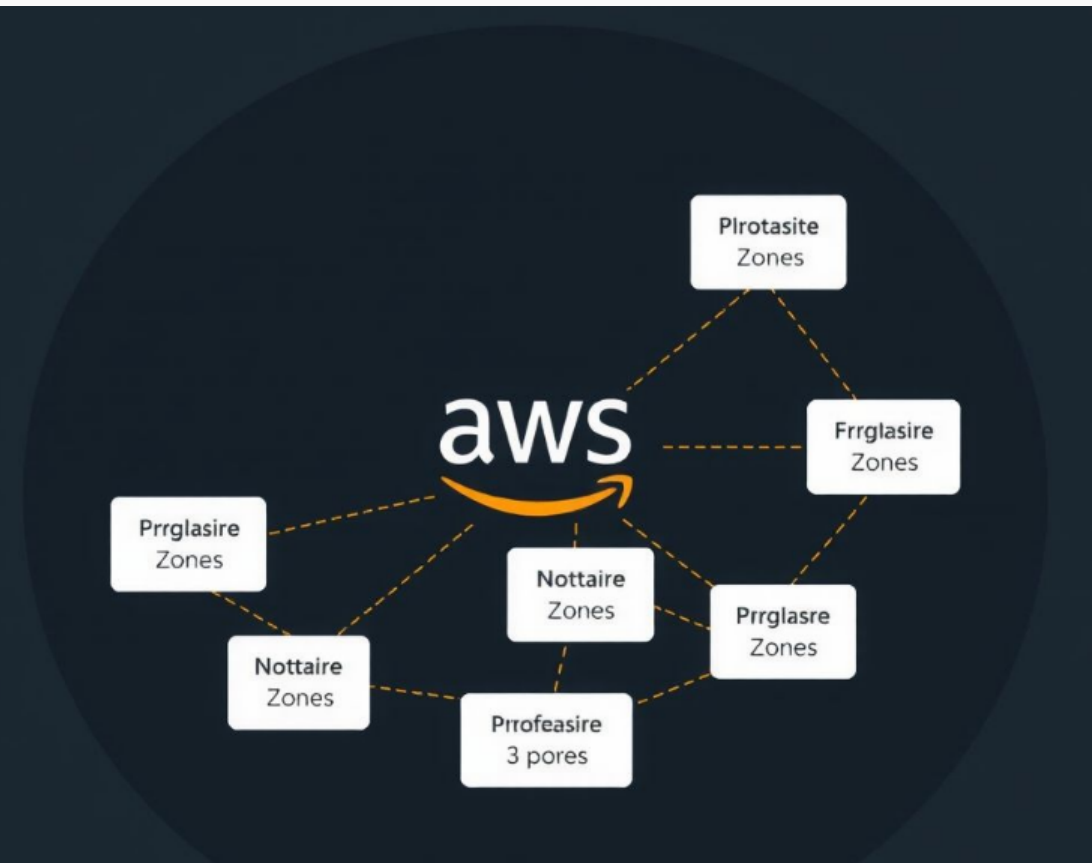 Plrotasite
Zones
aws
Frrglasire
Zones
Prrglasire
Zones
Nottaire
Zones
Prrglasre
Zones
Nottaire
Zones
Prrofeasire
3 pores